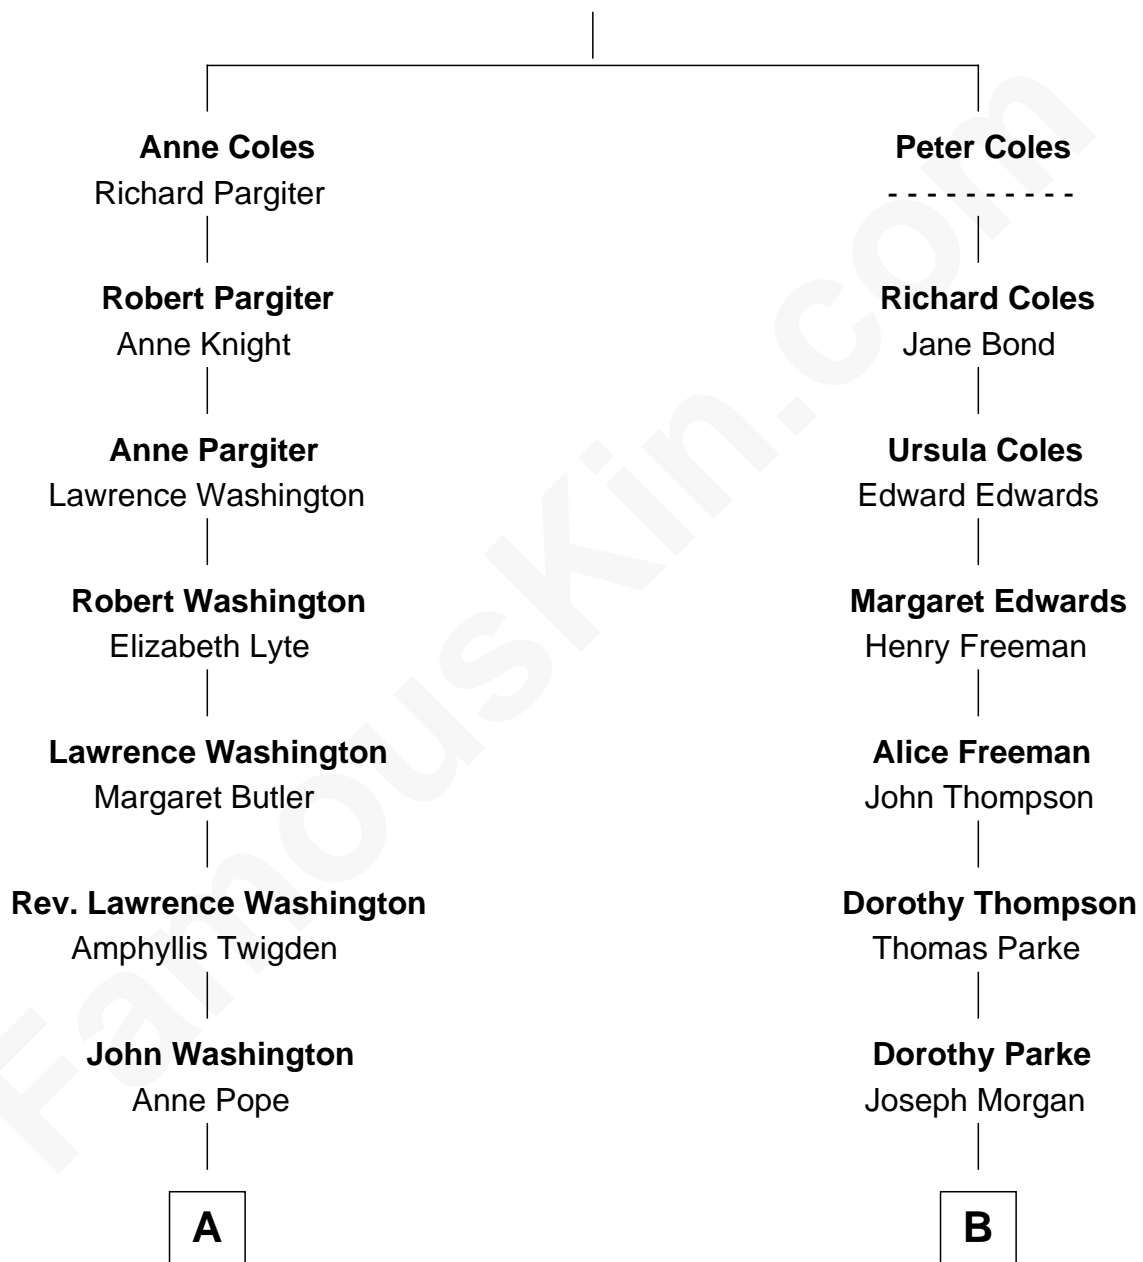 Anne Coles
Richard Pargiter
Robert Pargiter
Anne Knight
Anne Pargiter
Lawrence Washington
Robert Washington
Elizabeth Lyte
Lawrence Washington
Margaret Butler
Rev. Lawrence Washington
Amphyllis Twigden
John Washington
Anne Pope
A
Peter Coles
- - - - - - - - - -
Richard Coles
Jane Bond
Ursula Coles
Edward Edwards
Margaret Edwards
Henry Freeman
Alice Freeman
John Thompson
Dorothy Thompson
Thomas Parke
Dorothy Parke
Joseph Morgan
B
FamousKin.com